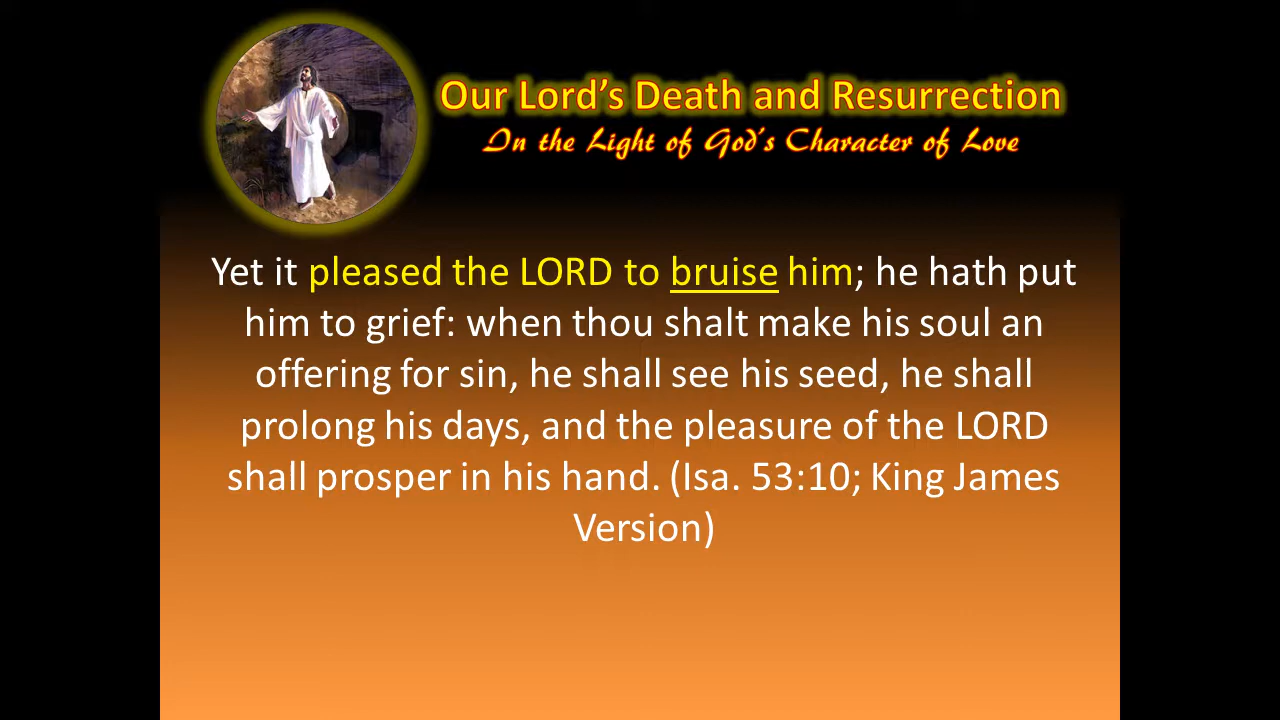 Our Lord’s Death and Resurrection
In the Light of God's Character of Love
Yet it pleased the LORD to bruise him; he hath put
him to grief: when thou shalt make his soul an
offering for sin, he shall see his seed, he shall
prolong his days, and the pleasure of the LORD
shall prosper in his hand. (Isa. 53:10; King James
Version)